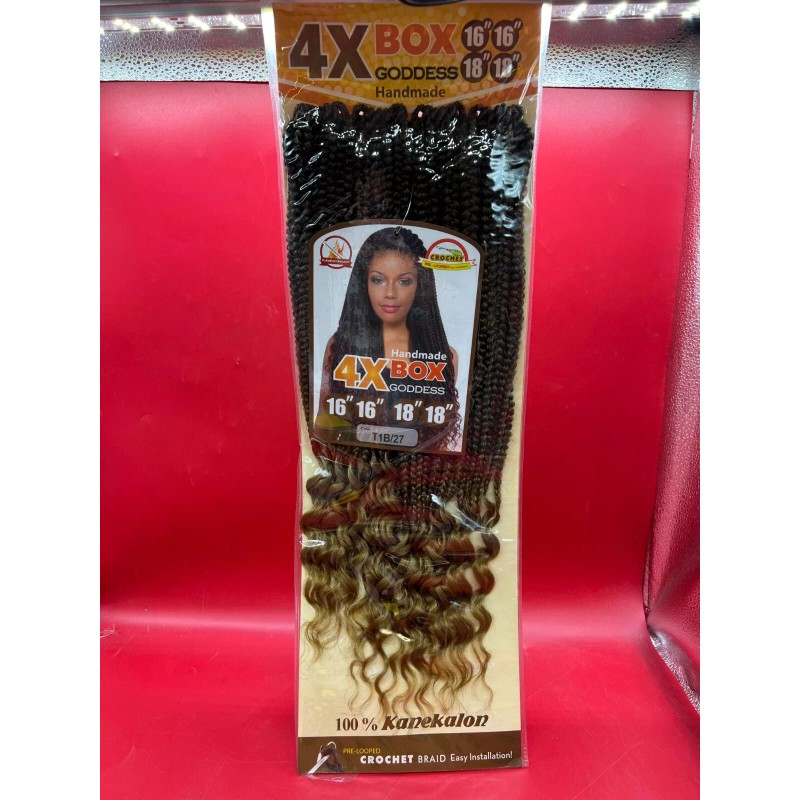 4X BOX 16" 16"
GODDESS 18" 18"
Handmade
CROCHET
Handmade
4X BOX
GODDESS
16" 16" 18" 18"
T1B/27
100 % Kanekalon
PRE-LOOPED
CROCHET BRAID Easy Installation!